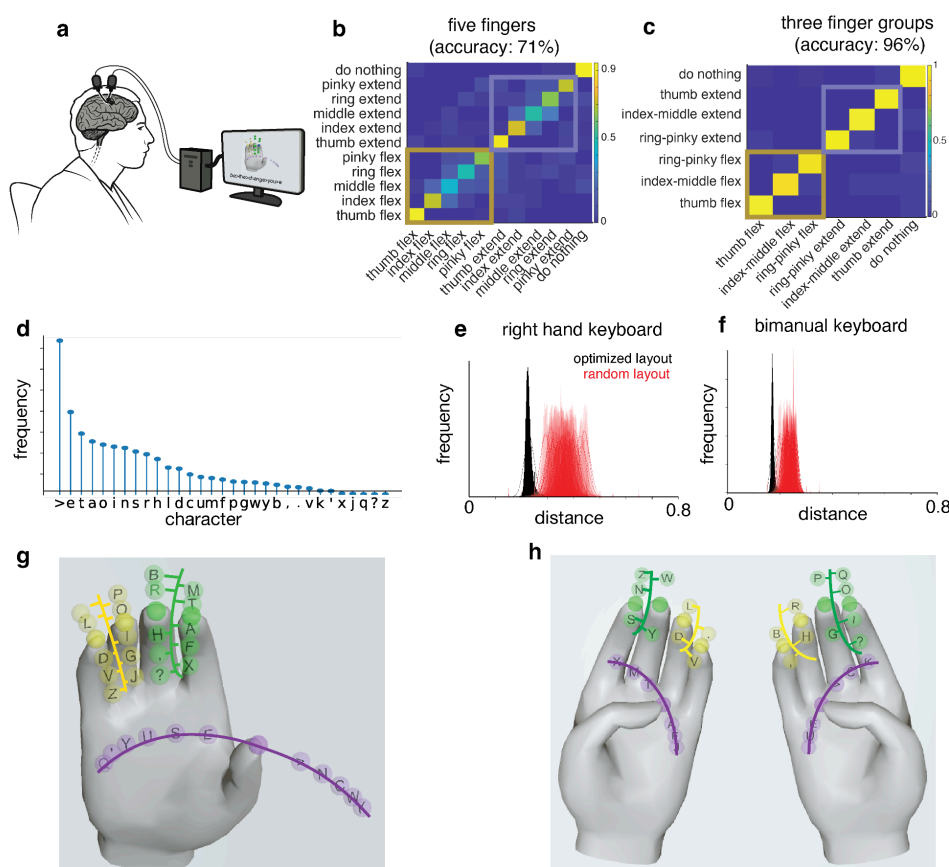 a
b
five fingers
(accuracy: 71%)
do nothing
pinky extend
ring extend
middle extend
index extend
thumb extend
pinky flex
ring flex
middle flex
index flex
thumb flex
thumb flex
index flex
middle flex
ring flex
pinky flex
thumb extend
index extend
middle extend
ring extend
pinky extend
do nothing
0.9
0.5
0
c
three finger groups
(accuracy: 96%)
do nothing
thumb extend
index-middle extend
ring-pinky extend
ring-pinky flex
index-middle flex
thumb flex
thumb flex
index-middle flex
ring-pinky flex
ring-pinky extend
index-middle extend
thumb extend
do nothing
1
0.5
0
d
frequency
>etaoinsrhldcumfpgwyb,.vk'xjq?z
character
e
right hand keyboard
optimized layout
random layout
frequency
0
0.8
distance
f
bimanual keyboard
frequency
0
0.8
distance
g
B
R
M
T
P
O
L
H
A
I
D
G
F
V
J
?
X
Z
Q
'
Y
U
S
E
>
N
C
W
h
Z
W
N
S
Y
L
D
V
X
M
T
A
P
Q
O
R
B
H
I
G
?
K
C
E
U